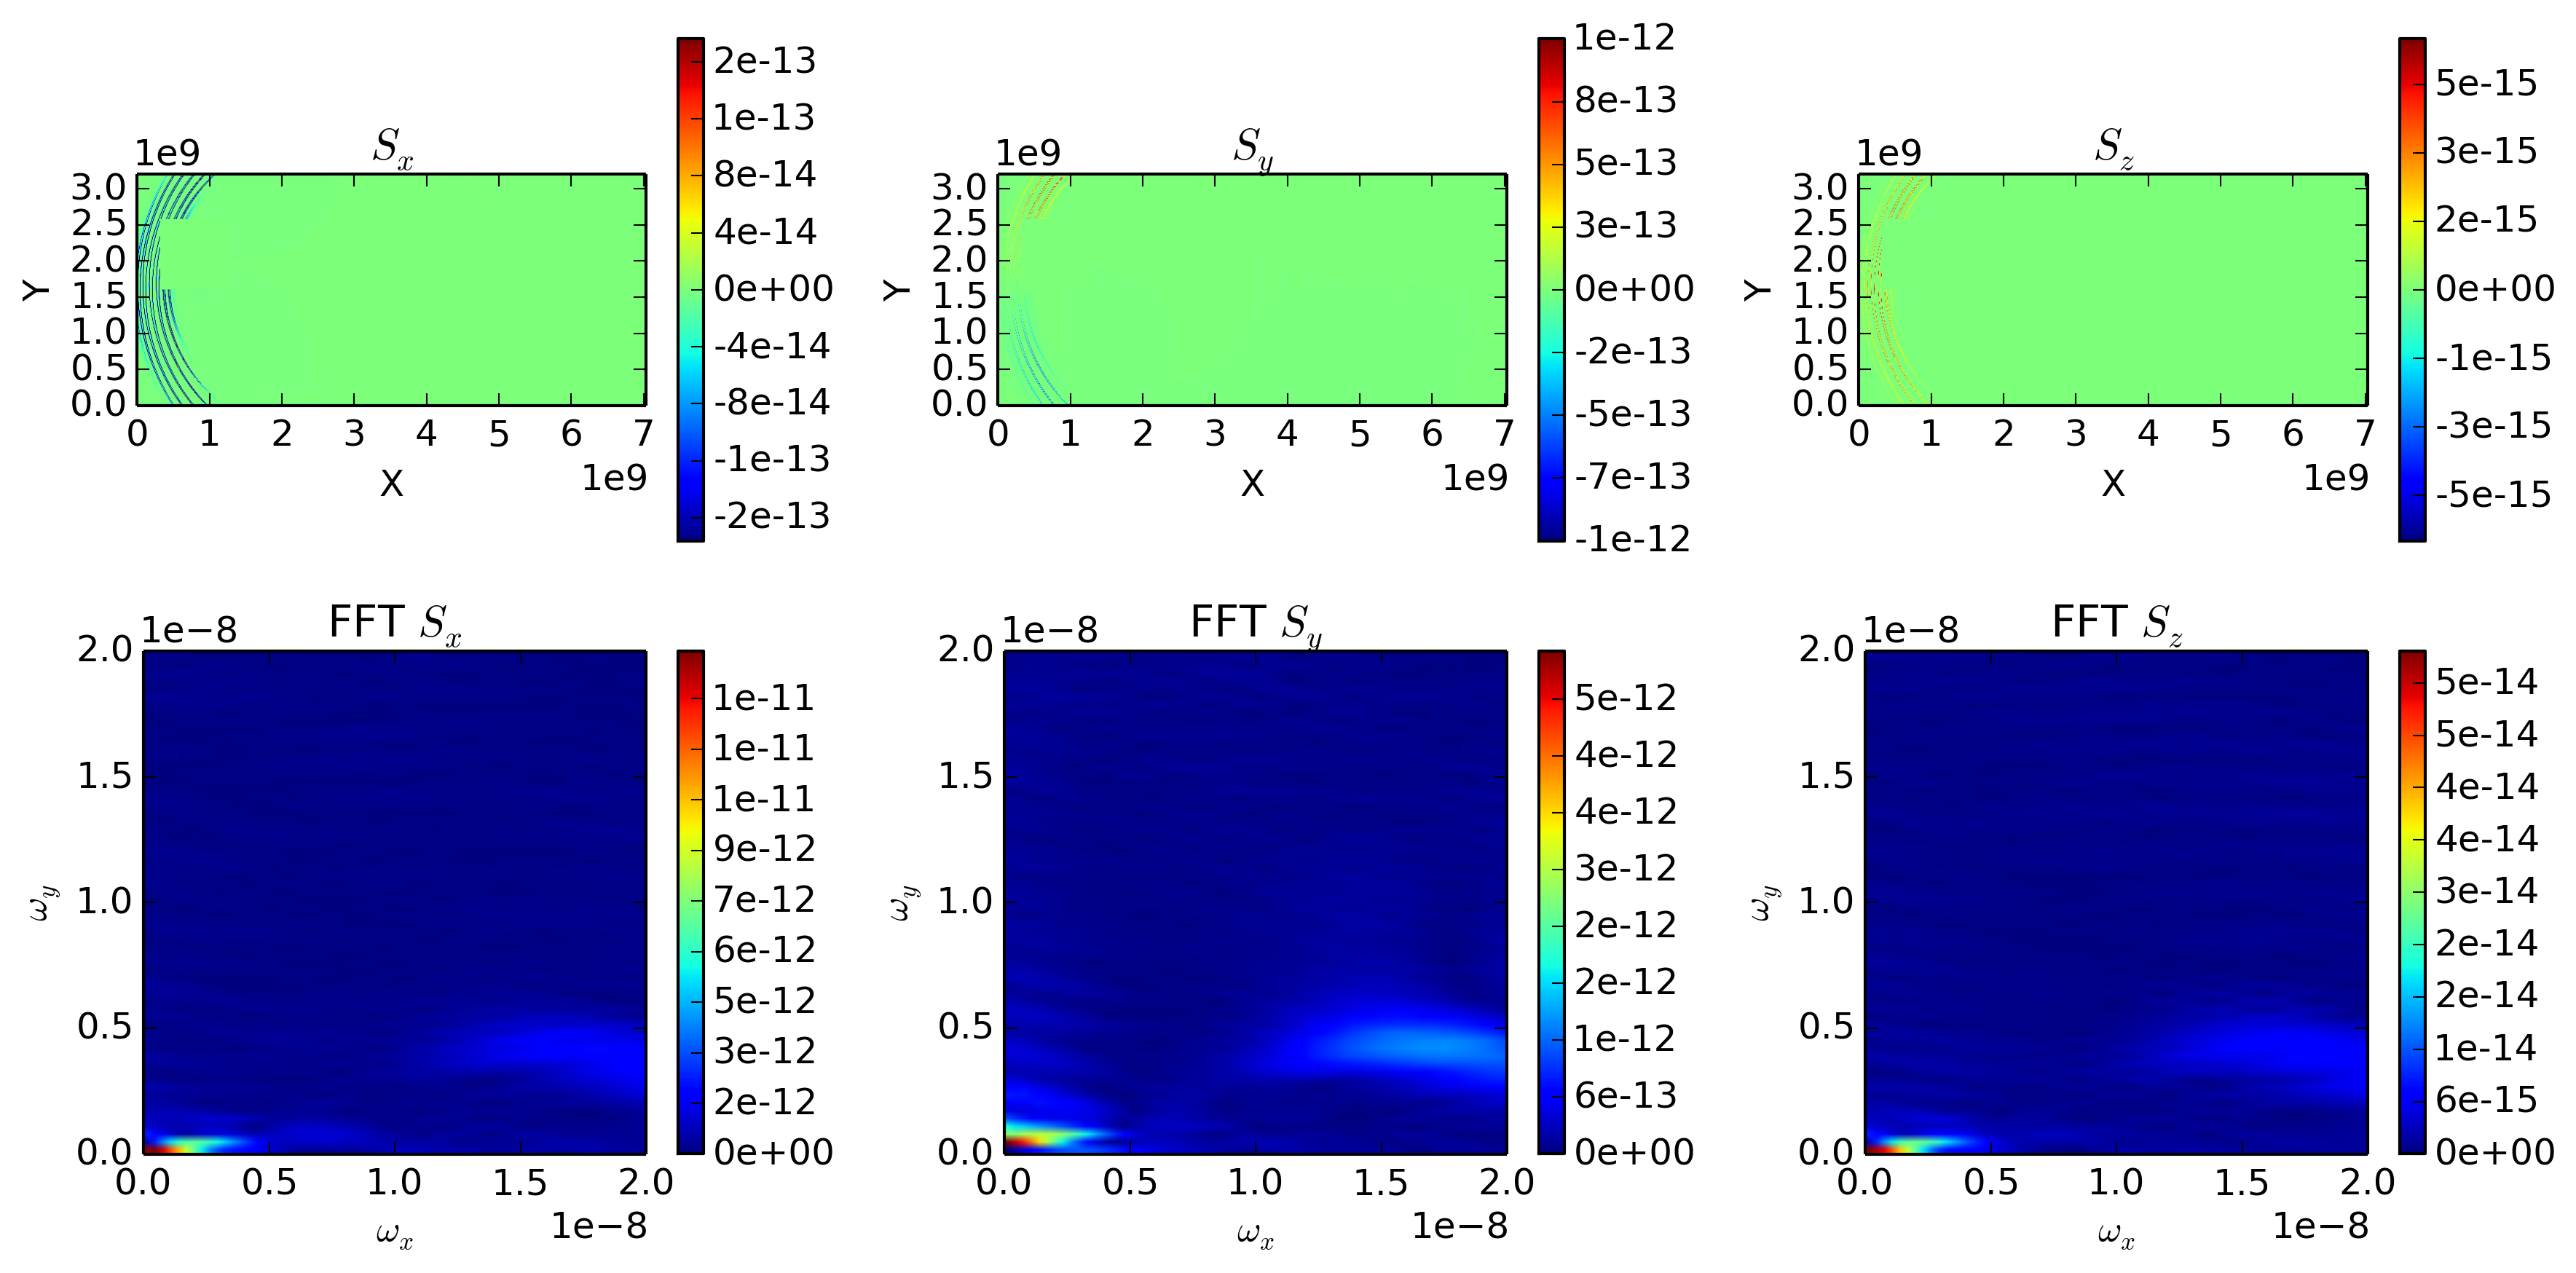 $S_x$
1e9
3.0
2.5
2.0
1.5
1.0
0.5
0.0
Y
0 1 2 3 4 5 6 7
X
1e9
2e-13
1e-13
8e-14
4e-14
0e+00
-4e-14
-8e-14
-1e-13
-2e-13
$S_y$
1e9
3.0
2.5
2.0
1.5
1.0
0.5
0.0
Y
0 1 2 3 4 5 6 7
X
1e9
1e-12
8e-13
5e-13
3e-13
0e+00
-2e-13
-5e-13
-7e-13
-1e-12
$S_z$
1e9
3.0
2.5
2.0
1.5
1.0
0.5
0.0
Y
0 1 2 3 4 5 6 7
X
1e9
5e-15
3e-15
2e-15
0e+00
-1e-15
-3e-15
-5e-15
FFT $S_x$
1e−8
2.0
1.5
1.0
0.5
0.0
$\omega_y$
0.0 0.5 1.0 1.5 2.0
$\omega_x$
1e−8
1e-11
1e-11
1e-11
9e-12
7e-12
6e-12
5e-12
3e-12
2e-12
0e+00
FFT $S_y$
1e−8
2.0
1.5
1.0
0.5
0.0
$\omega_y$
0.0 0.5 1.0 1.5 2.0
$\omega_x$
1e−8
5e-12
4e-12
4e-12
3e-12
2e-12
2e-12
1e-12
6e-13
0e+00
FFT $S_z$
1e−8
2.0
1.5
1.0
0.5
0.0
$\omega_y$
0.0 0.5 1.0 1.5 2.0
$\omega_x$
1e−8
5e-14
5e-14
4e-14
4e-14
3e-14
2e-14
2e-14
1e-14
6e-15
0e+00